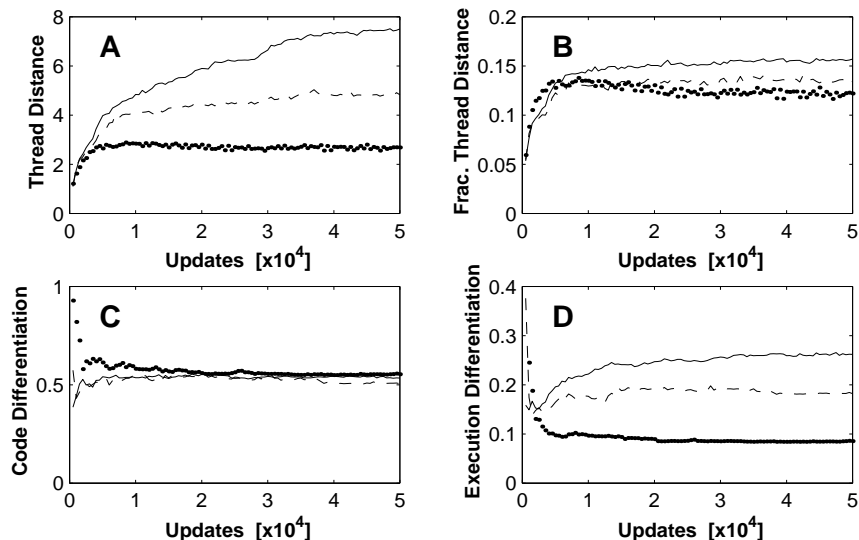 8
6
4
2
0
A
Thread Distance
0 1 2 3 4 5
Updates [x10^4]
0.2
0.15
0.1
0.05
0
B
Frac. Thread Distance
0 1 2 3 4 5
Updates [x10^4]
1
0.5
0
C
Code Differentiation
0 1 2 3 4 5
Updates [x10^4]
0.4
0.3
0.2
0.1
0
D
Execution Differentiation
0 1 2 3 4 5
Updates [x10^4]